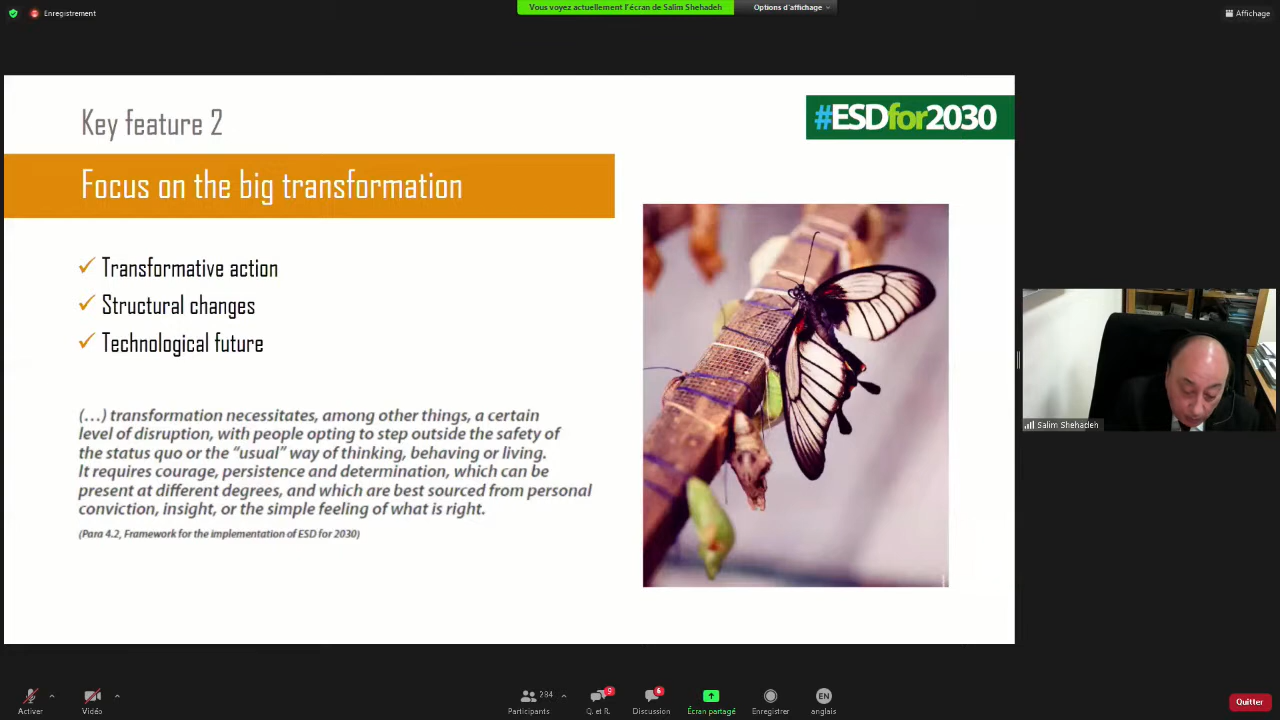 Enregistrement
Vous voyez actuellement l'écran de Salim Shehadeh
Options d'affichage
Affichage
Key feature 2
#ESDfor2030
Focus on the big transformation
Transformative action
Structural changes
Technological future
(…) transformation necessitates, among other things, a certain
level of disruption, with people opting to step outside the safety of
the status quo or the “usual” way of thinking, behaving or living.
It requires courage, persistence and determination, which can be
present at different degrees, and which are best sourced from personal
conviction, insight, or the simple feeling of what is right.
(Para 4.2, Framework for the implementation of ESD for 2030)
Salim Shehadeh
Activer
Vidéo
284
Participants
9
Q. et R.
6
Discussion
Écran partagé
Enregistrer
EN
anglais
Quitter